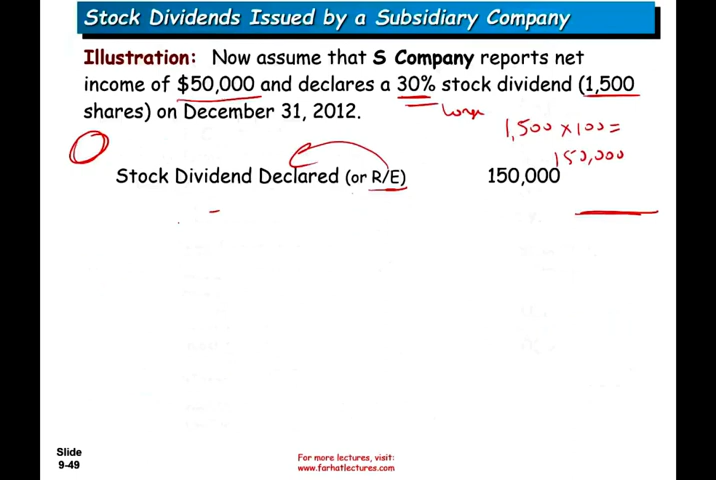 Stock Dividends Issued by a Subsidiary Company
Illustration: Now assume that S Company reports net
income of $50,000 and declares a 30% stock dividend (1,500
shares) on December 31, 2012.
large
1,500 x 100 =
150,000
Stock Dividend Declared (or R/E) 150,000
Slide
9-49
For more lectures, visit:
www.farhatlectures.com